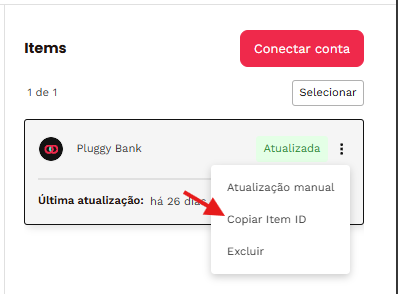 Items
Conectar conta
1 de 1
Selecionar
Pluggy Bank
Atualizada
Atualização manual
Última atualização: há 26 dias
Copiar Item ID
Excluir